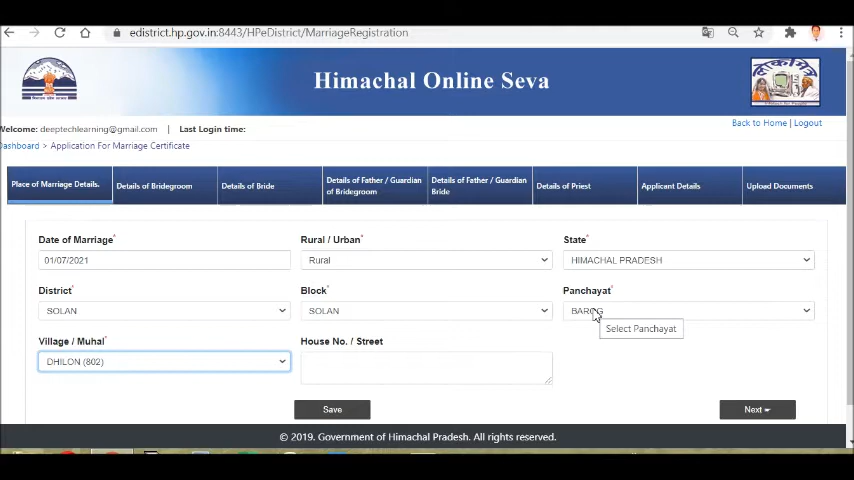 edistrict.hp.gov.in:8443/HPeDistrict/MarriageRegistration
Himachal Online Seva
लोकमित्र
Welcome: deeptechlearning@gmail.com | Last Login time:
Back to Home | Logout
Dashboard > Application For Marriage Certificate
Place of Marriage Details.
Details of Bridegroom
Details of Bride
Details of Father / Guardian of Bridegroom
Details of Father / Guardian Bride
Details of Priest
Applicant Details
Upload Documents
Date of Marriage*
Rural / Urban*
State*
01/07/2021
Rural
HIMACHAL PRADESH
District*
Block*
Panchayat*
SOLAN
SOLAN
BAROG
Select Panchayat
Village / Muhal*
House No. / Street
DHILON (802)
Save
Next
© 2019. Government of Himachal Pradesh. All rights reserved.